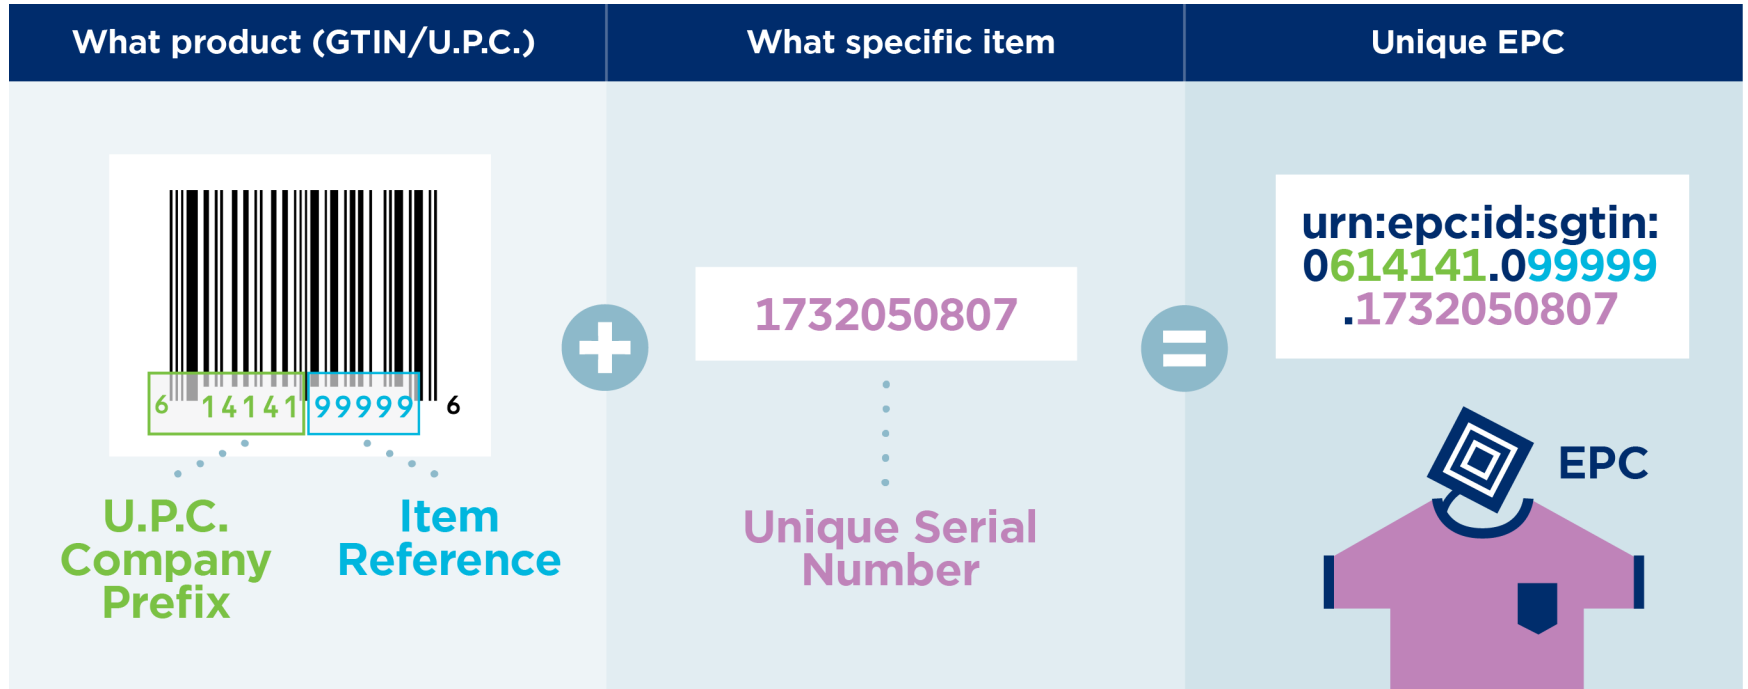 What product (GTIN/U.P.C.)
What specific item
Unique EPC
6 14141 99999 6
U.P.C.
Company
Prefix
Item
Reference
1732050807
Unique Serial
Number
urn:epc:id:sgtin:
0614141.099999
.1732050807
EPC